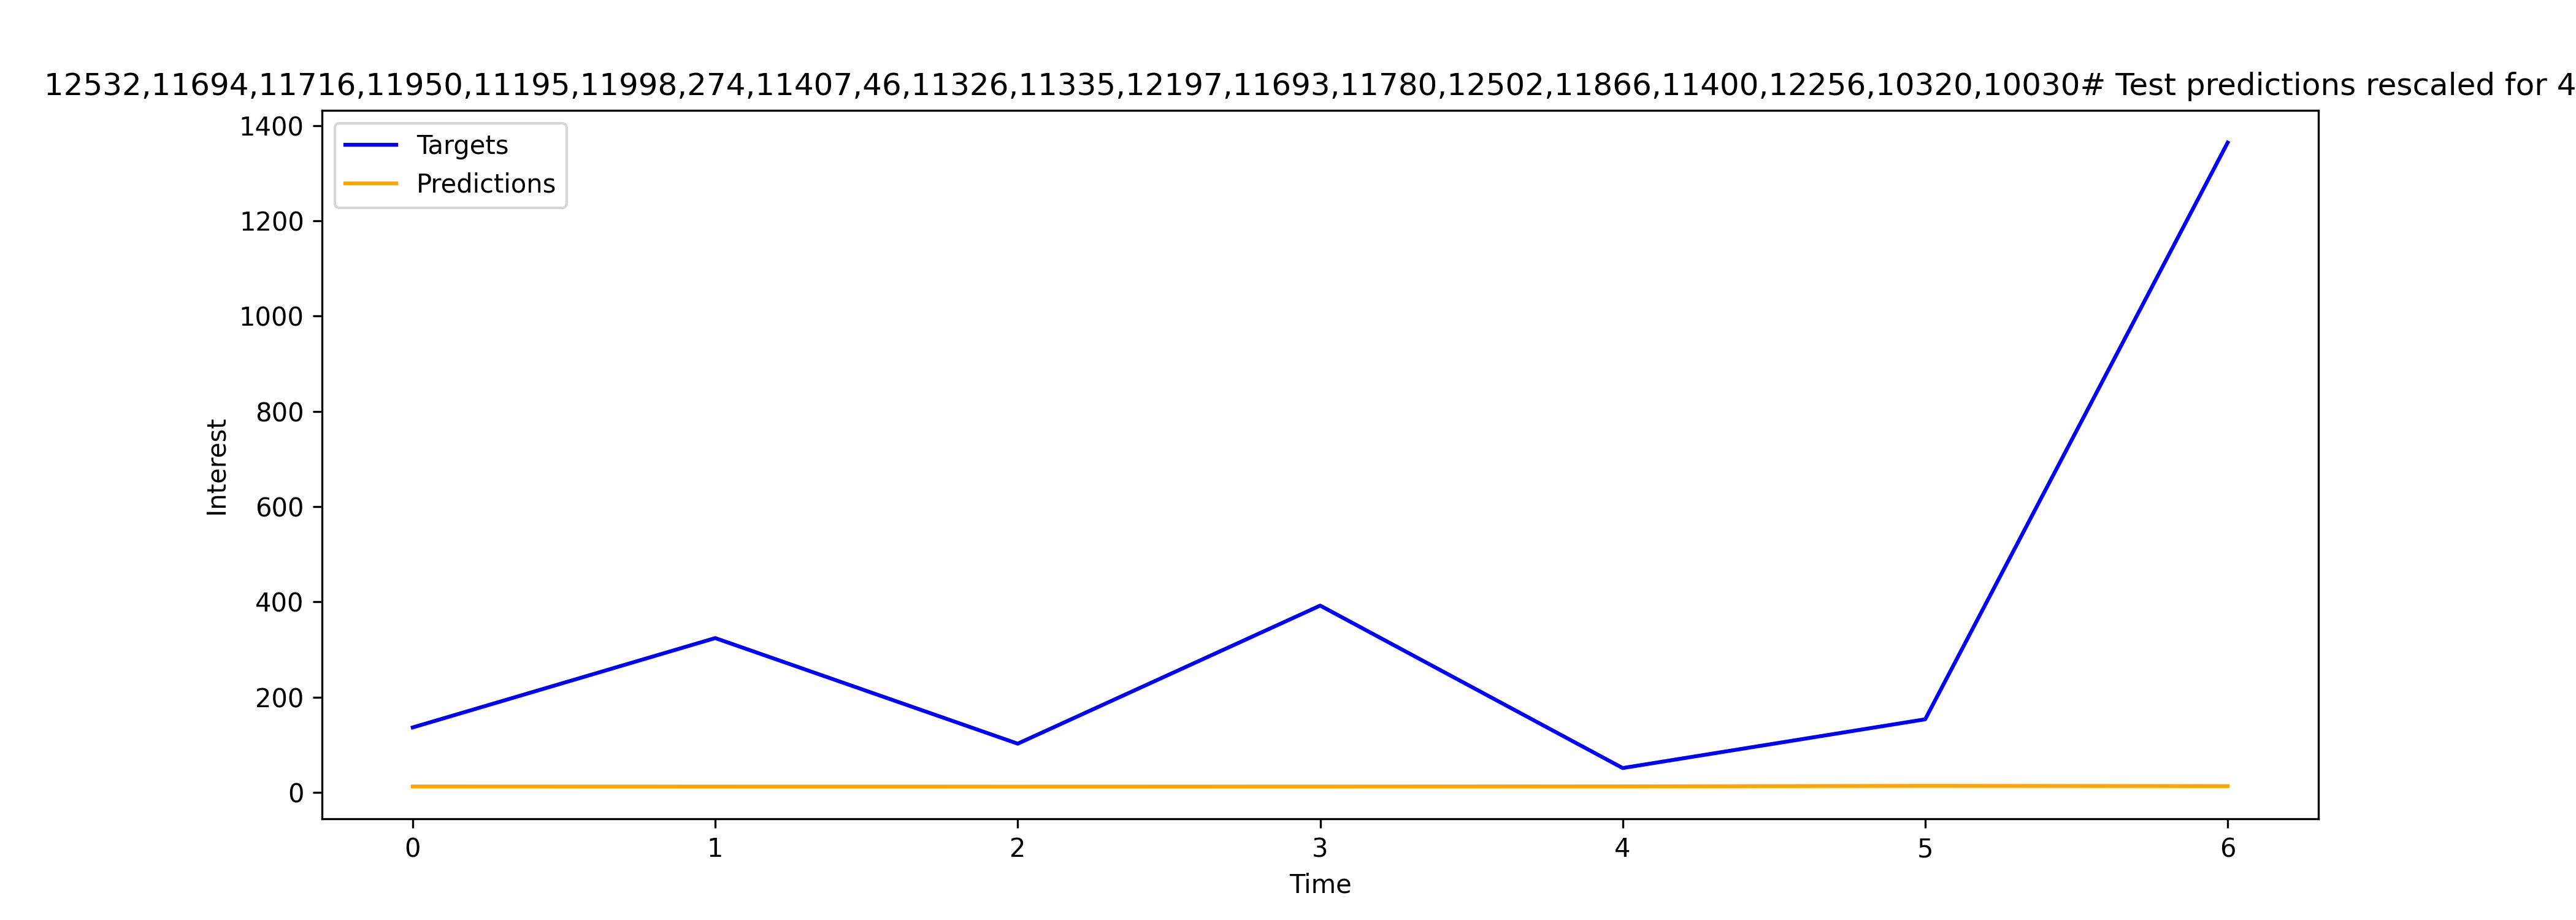 12532,11694,11716,11950,11195,11998,274,11407,46,11326,11335,12197,11693,11780,12502,11866,11400,12256,10320,10030# Test predictions rescaled for 4
1400
1200
1000
800
600
400
200
0
Interest
Targets
Predictions
0 1 2 3 4 5 6
Time